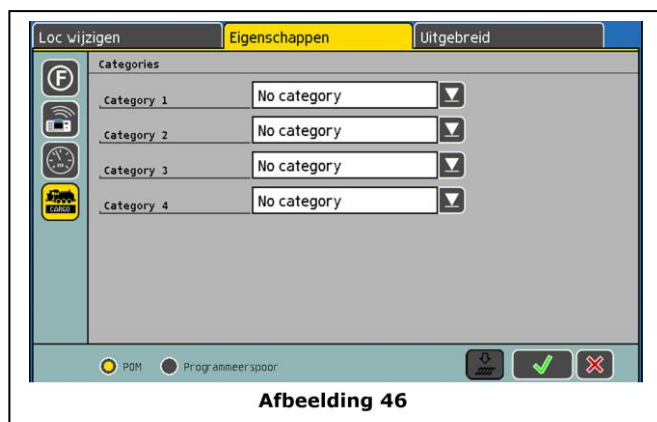 Loc wijzigen
Eigenschappen
Uitgebreid
Categories
F
Category 1
No category
Category 2
No category
Category 3
No category
CARGO
Category 4
No category
POM
Programmeerspoor
Afbeelding 46